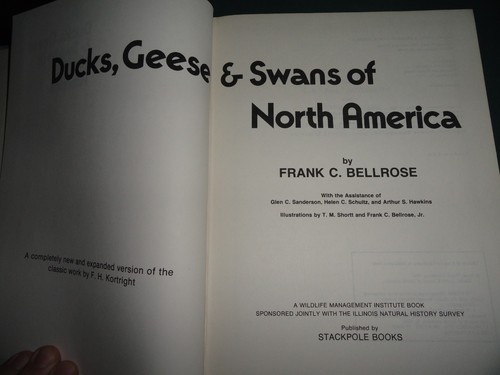 Ducks, Geese & Swans of
North America
by
FRANK C. BELLROSE
With the Assistance of
Glen C. Sanderson, Helen C. Schultz, and Arthur S. Hawkins
Illustrations by T. M. Shortt and Frank C. Bellrose, Jr.
A completely new and expanded version of the
classic work by F. H. Kortright
A WILDLIFE MANAGEMENT INSTITUTE BOOK
SPONSORED JOINTLY WITH THE ILLINOIS NATURAL HISTORY SURVEY
Published by
STACKPOLE BOOKS